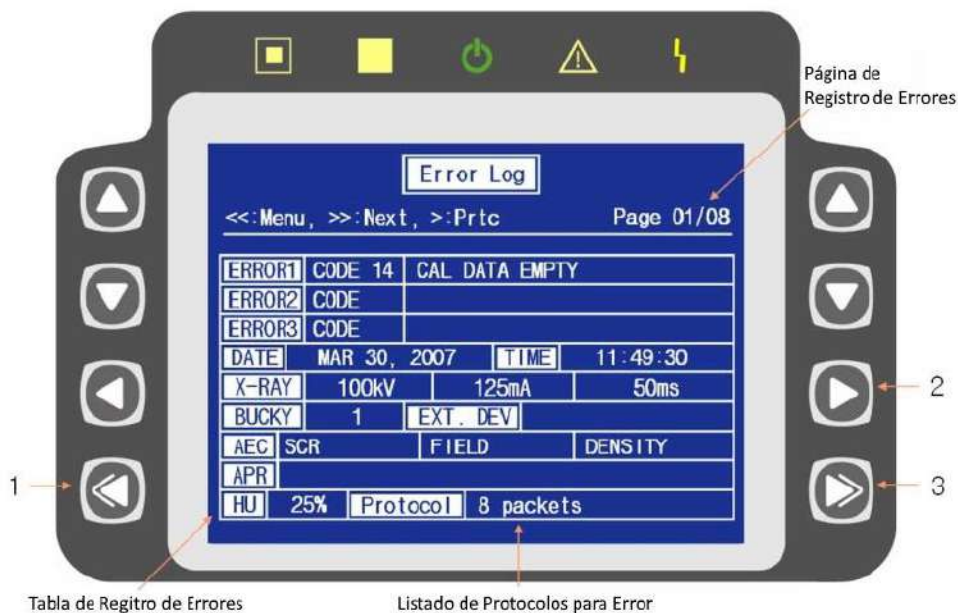 Página de
Registro de Errores
Error Log
<<:Menu, >>:Next, >:Prtc Page 01/08
ERROR1 CODE 14 CAL DATA EMPTY
ERROR2 CODE
ERROR3 CODE
DATE MAR 30, 2007 TIME 11:49:30
X-RAY 100kV 125mA 50ms
BUCKY 1 EXT. DEV
AEC SCR FIELD DENSITY
APR
HU 25% Protocol 8 packets
1
2
3
Tabla de Regitro de Errores
Listado de Protocolos para Error